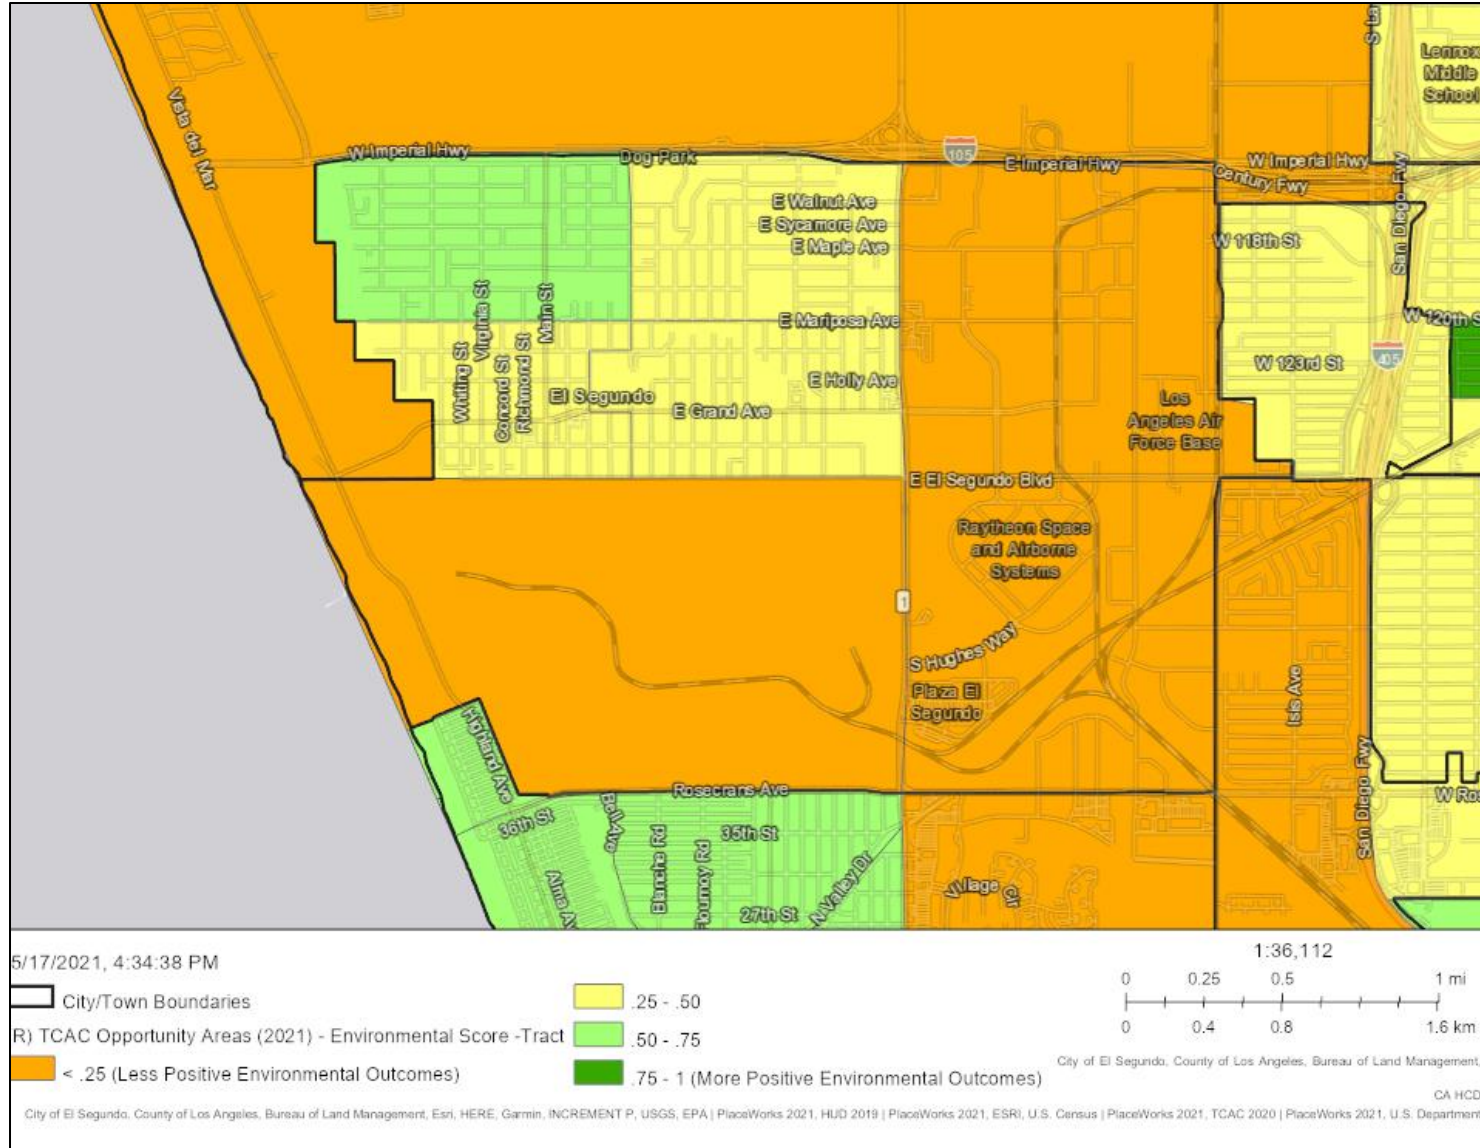 S La
Lennox
Middle
School
Vista del Mar
W Imperial Hwy
Dog Park
105
E Imperial Hwy
W Imperial Hwy
Century Fwy
San Diego Fwy
E Walnut Ave
E Sycamore Ave
E Maple Ave
W 118th St
Virginia St
Main St
E Mariposa Ave
W 120th S
Whiting St
Concord St
Richmond St
405
W 123rd St
E Holly Ave
El Segundo
E Grand Ave
Los
Angeles Air
Force Base
E El Segundo Blvd
Raytheon Space
and Airborne
Systems
1
S Hughes Way
Plaza El
Segundo
Isis Ave
Highland Ave
San Diego Fwy
Rosecrans Ave
W Ros
36th St
Bell Ave
Blanche Rd
Flournoy Rd
35th St
N Valley Dr
Alma Av
27th St
Village Cir
5/17/2021, 4:34:38 PM
City/Town Boundaries
R) TCAC Opportunity Areas (2021) - Environmental Score -Tract
< .25 (Less Positive Environmental Outcomes)
.25 - .50
.50 - .75
.75 - 1 (More Positive Environmental Outcomes)
1:36,112
0 0.25 0.5 1 mi
0 0.4 0.8 1.6 km
City of El Segundo, County of Los Angeles, Bureau of Land Management,
CA HCD
City of El Segundo, County of Los Angeles, Bureau of Land Management, Esri, HERE, Garmin, INCREMENT P, USGS, EPA | PlaceWorks 2021, HUD 2019 | PlaceWorks 2021, ESRI, U.S. Census | PlaceWorks 2021, TCAC 2020 | PlaceWorks 2021, U.S. Department